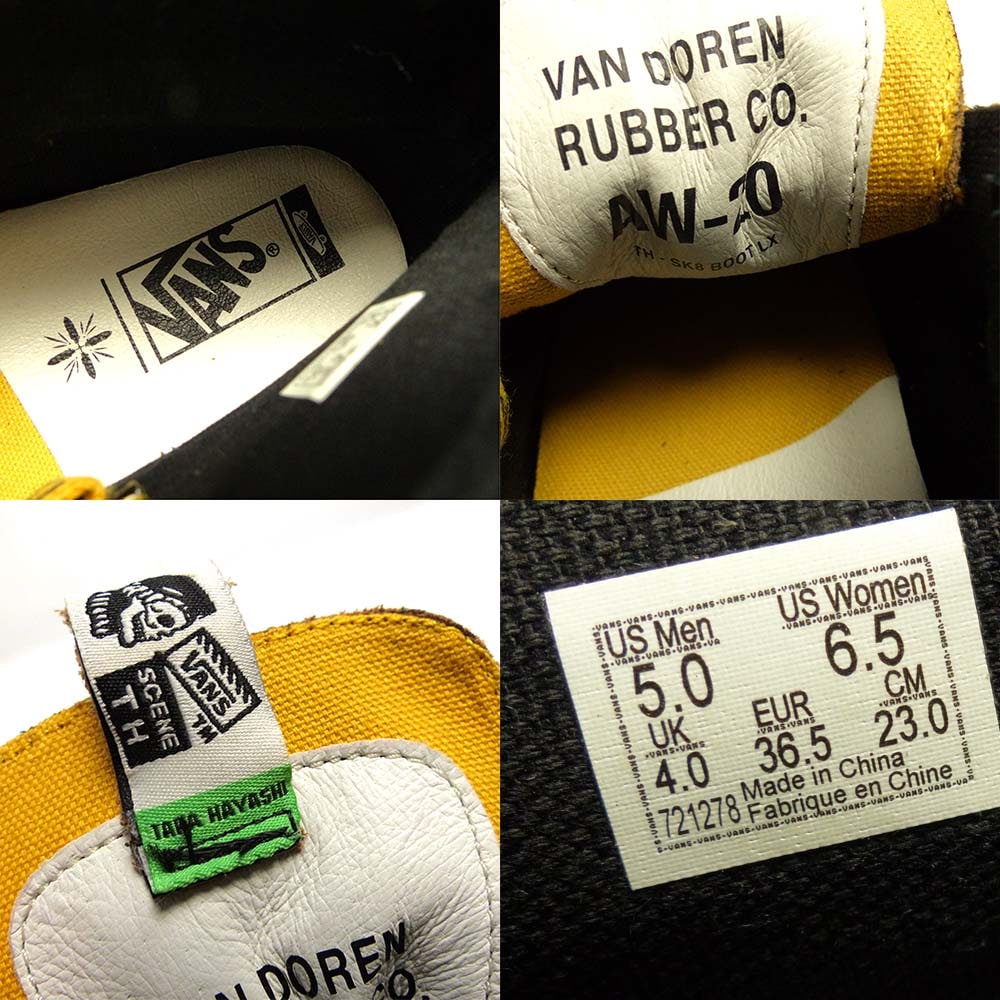 VANS®
VANS
VAN DOREN
RUBBER CO.
AW-20
TH - SK8 BOOT LX
VANS™
SCENE
TH
TAKA HAYASHI
VAN DOREN
CO.
US Men
5.0
US Women
6.5
UK
4.0
EUR
36.5
CM
23.0
Made in China
721278 Fabriqué en Chine